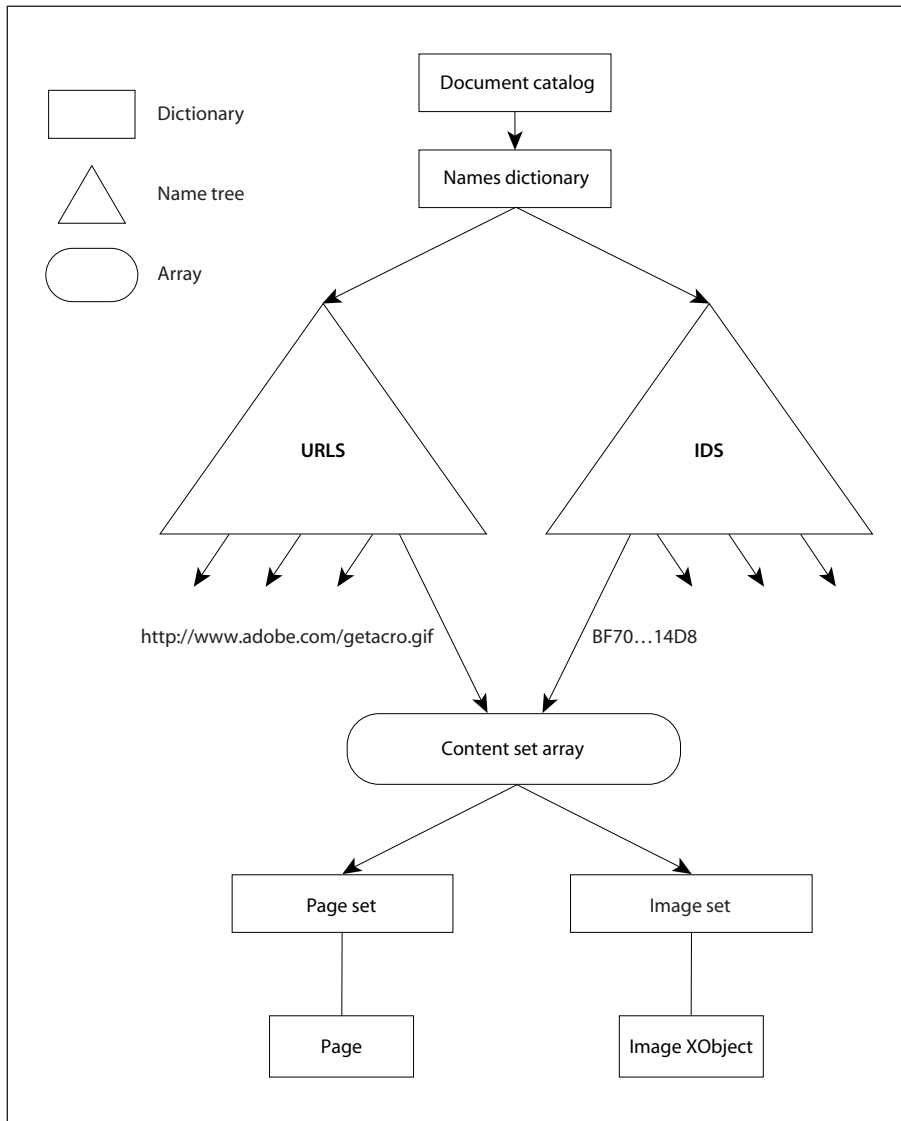 Document catalog
Dictionary
Names dictionary
Name tree
Array
URLS
IDS
http://www.adobe.com/getacro.gif
BF70…14D8
Content set array
Page set
Image set
Page
Image XObject